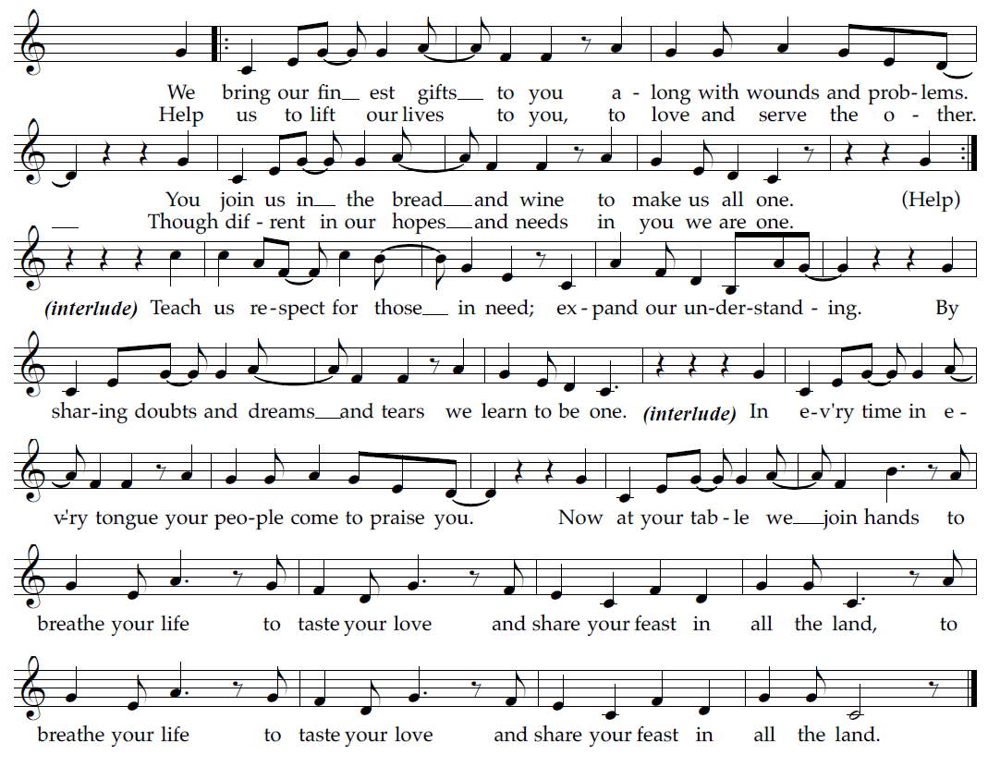 We bring our fin__ est gifts__ to you a - long with wounds and prob-lems.
Help us to lift our lives to you, to love and serve the o - ther.
You join us in__ the bread__ and wine to make us all one. (Help)
__ Though dif - rent in our hopes__ and needs in you we are one.
(interlude) Teach us re-spect for those__ in need; ex-pand our un-der-stand - ing. By
shar-ing doubts and dreams__ and tears we learn to be one. (interlude) In e-v'ry time in e -
v'ry tongue your peo-ple come to praise you. Now at your tab - le we__ join hands to
breathe your life to taste your love and share your feast in all the land, to
breathe your life to taste your love and share your feast in all the land.